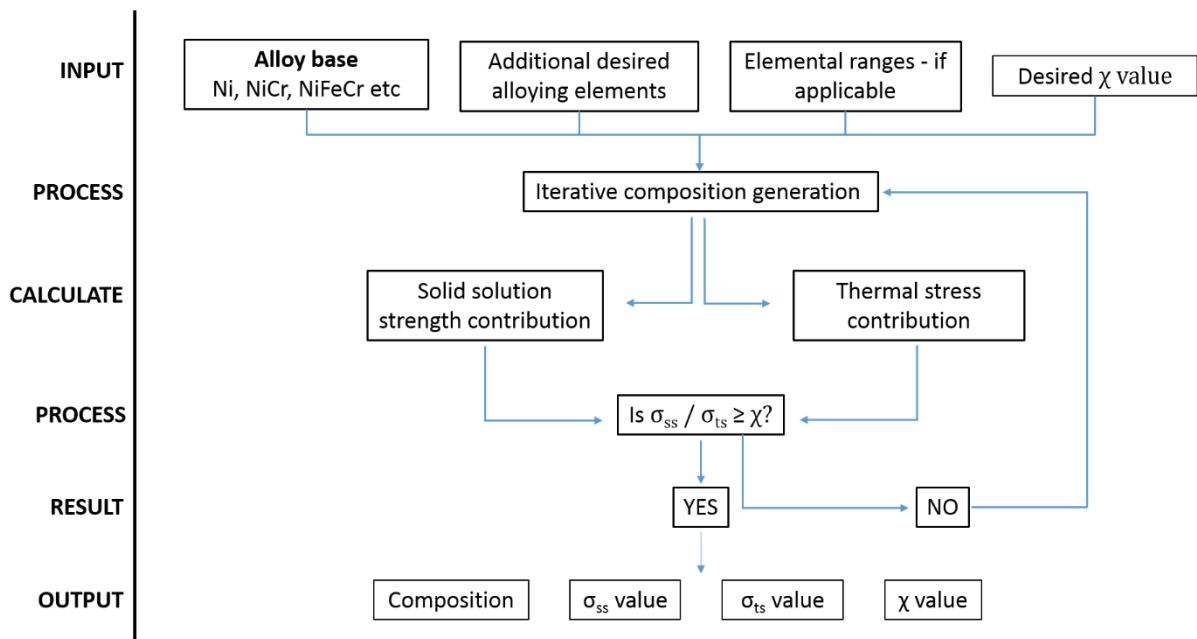 INPUT
Alloy base
Ni, NiCr, NiFeCr etc
Additional desired
alloying elements
Elemental ranges - if
applicable
Desired χ value
PROCESS
Iterative composition generation
CALCULATE
Solid solution
strength contribution
Thermal stress
contribution
PROCESS
Is σss / σts ≥ χ?
RESULT
YES
NO
OUTPUT
Composition
σss value
σts value
χ value